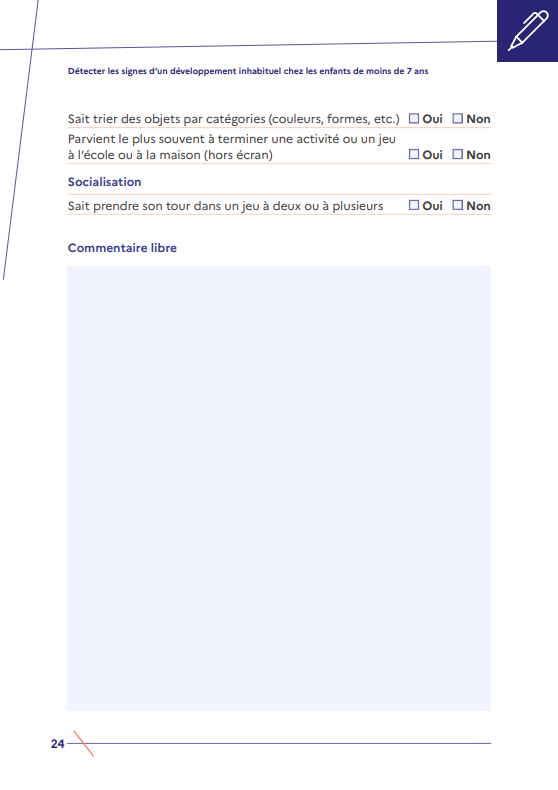 Détecter les signes d'un développement inhabituel chez les enfants de moins de 7 ans
Sait trier des objets par catégories (couleurs, formes, etc.) Oui Non
Parvient le plus souvent à terminer une activité ou un jeu
à l'école ou à la maison (hors écran) Oui Non
Socialisation
Sait prendre son tour dans un jeu à deux ou à plusieurs Oui Non
Commentaire libre
24